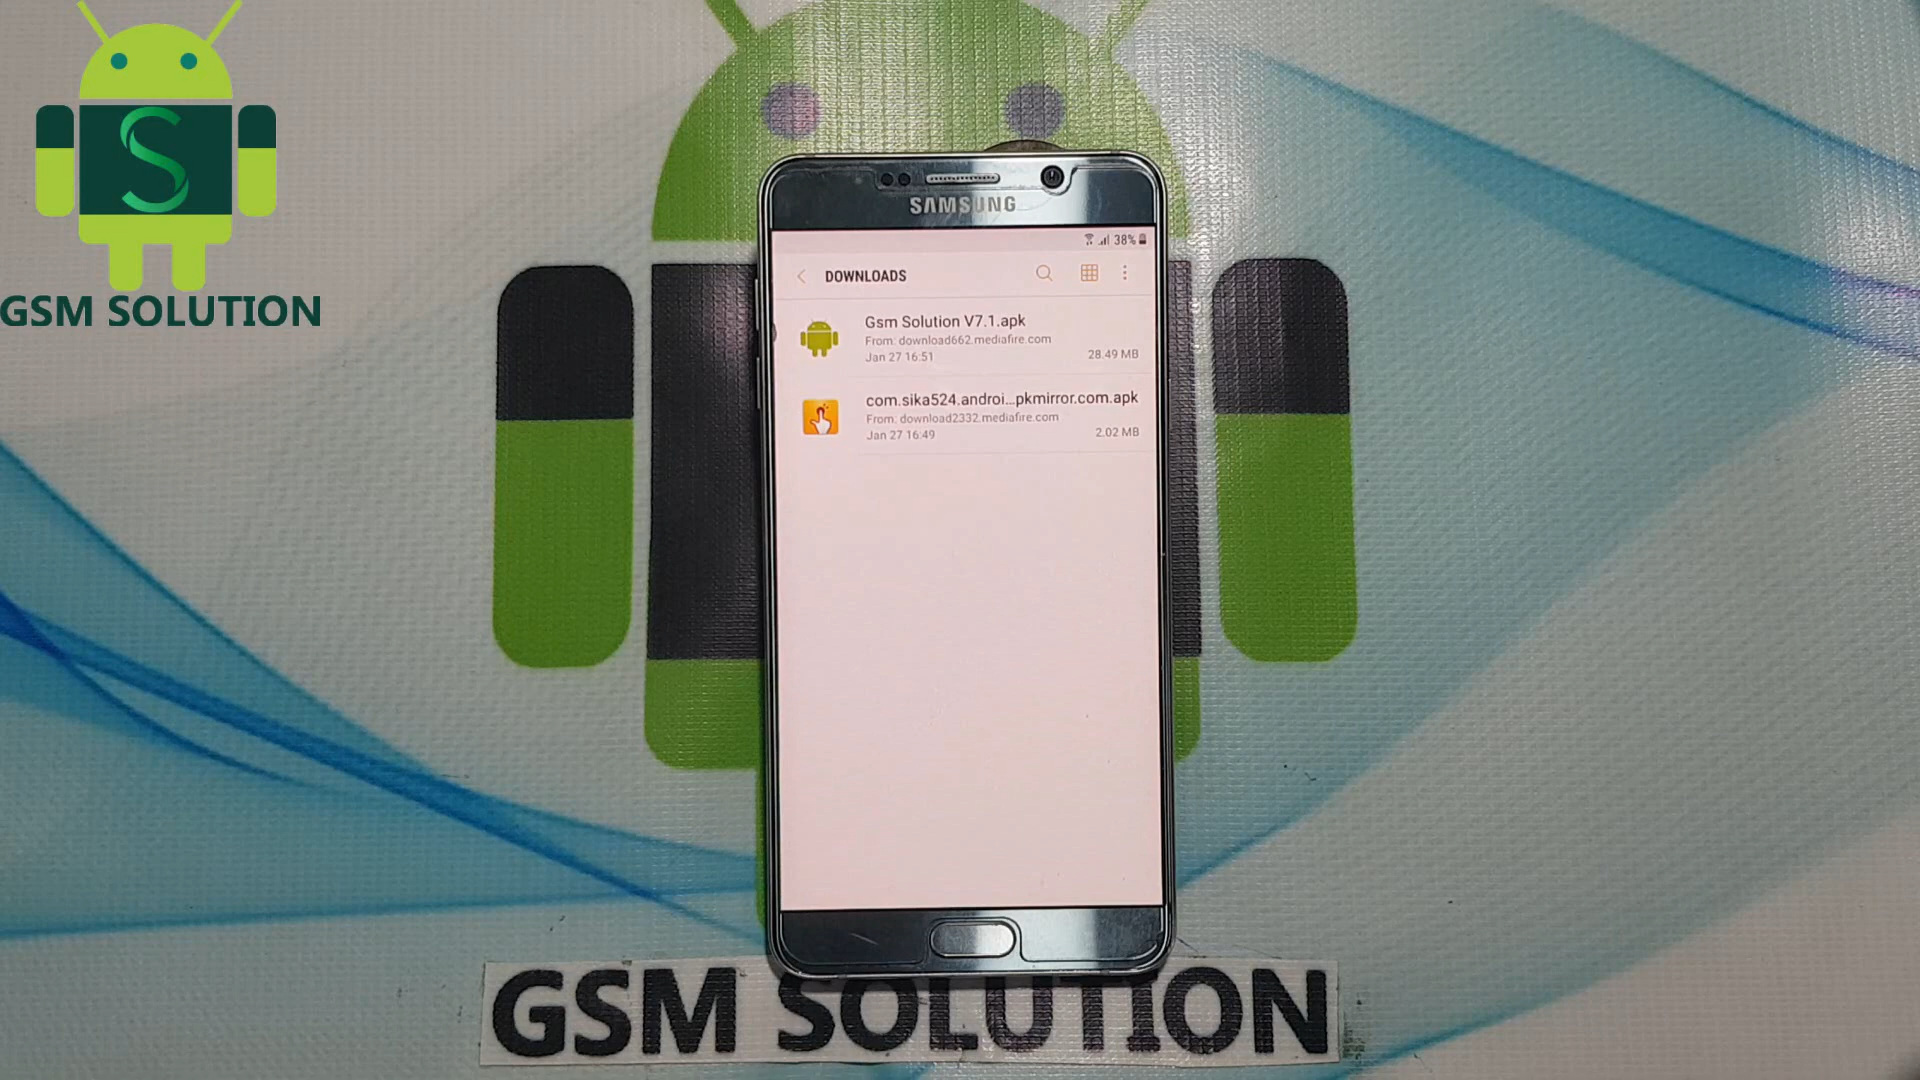 S
GSM SOLUTION
SAMSUNG
38%
DOWNLOADS
Gsm Solution V7.1.apk
From: download662.mediafire.com
Jan 27 16:51
28.49 MB
com.sika524.androi...pkmirror.com.apk
From: download2332.mediafire.com
Jan 27 16:49
2.02 MB
GSM SOLUTION